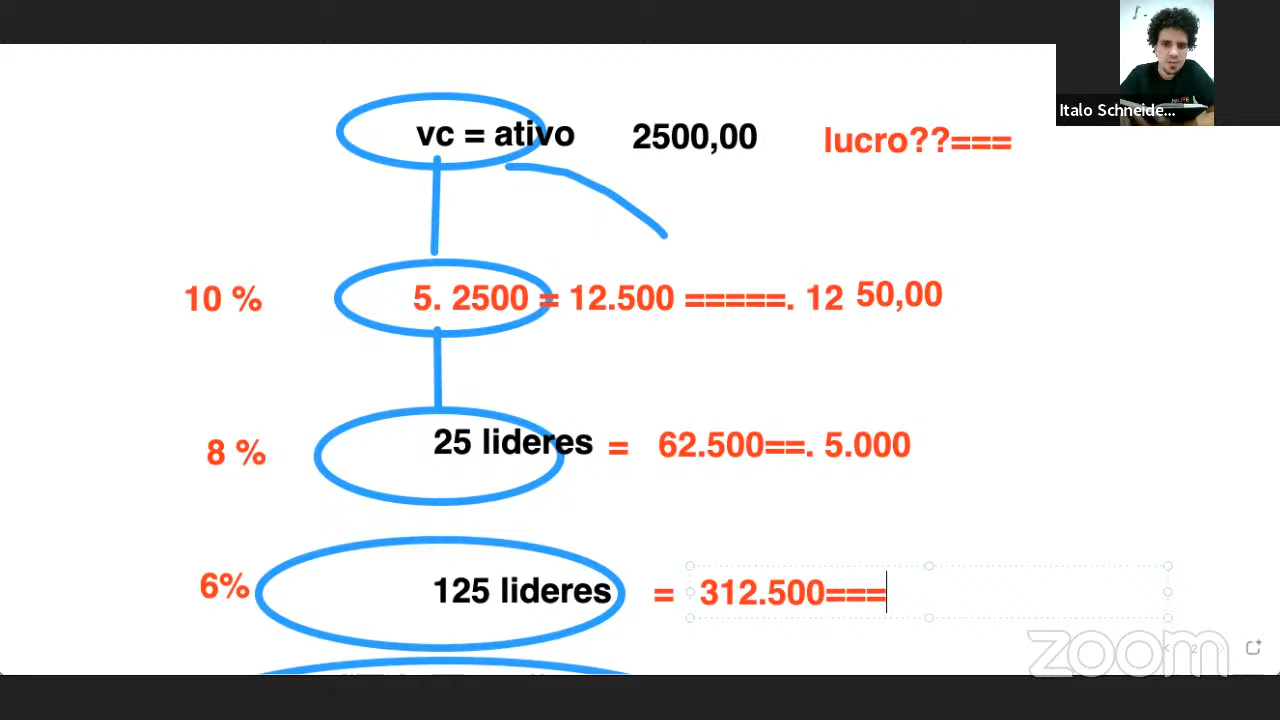 Italo Schneide...
vc = ativo 2500,00 lucro??===
10 % 5. 2500 = 12.500 =====. 12 50,00
25 lideres = 62.500==. 5.000
8 %
6% 125 lideres = 312.500===
zoom
2